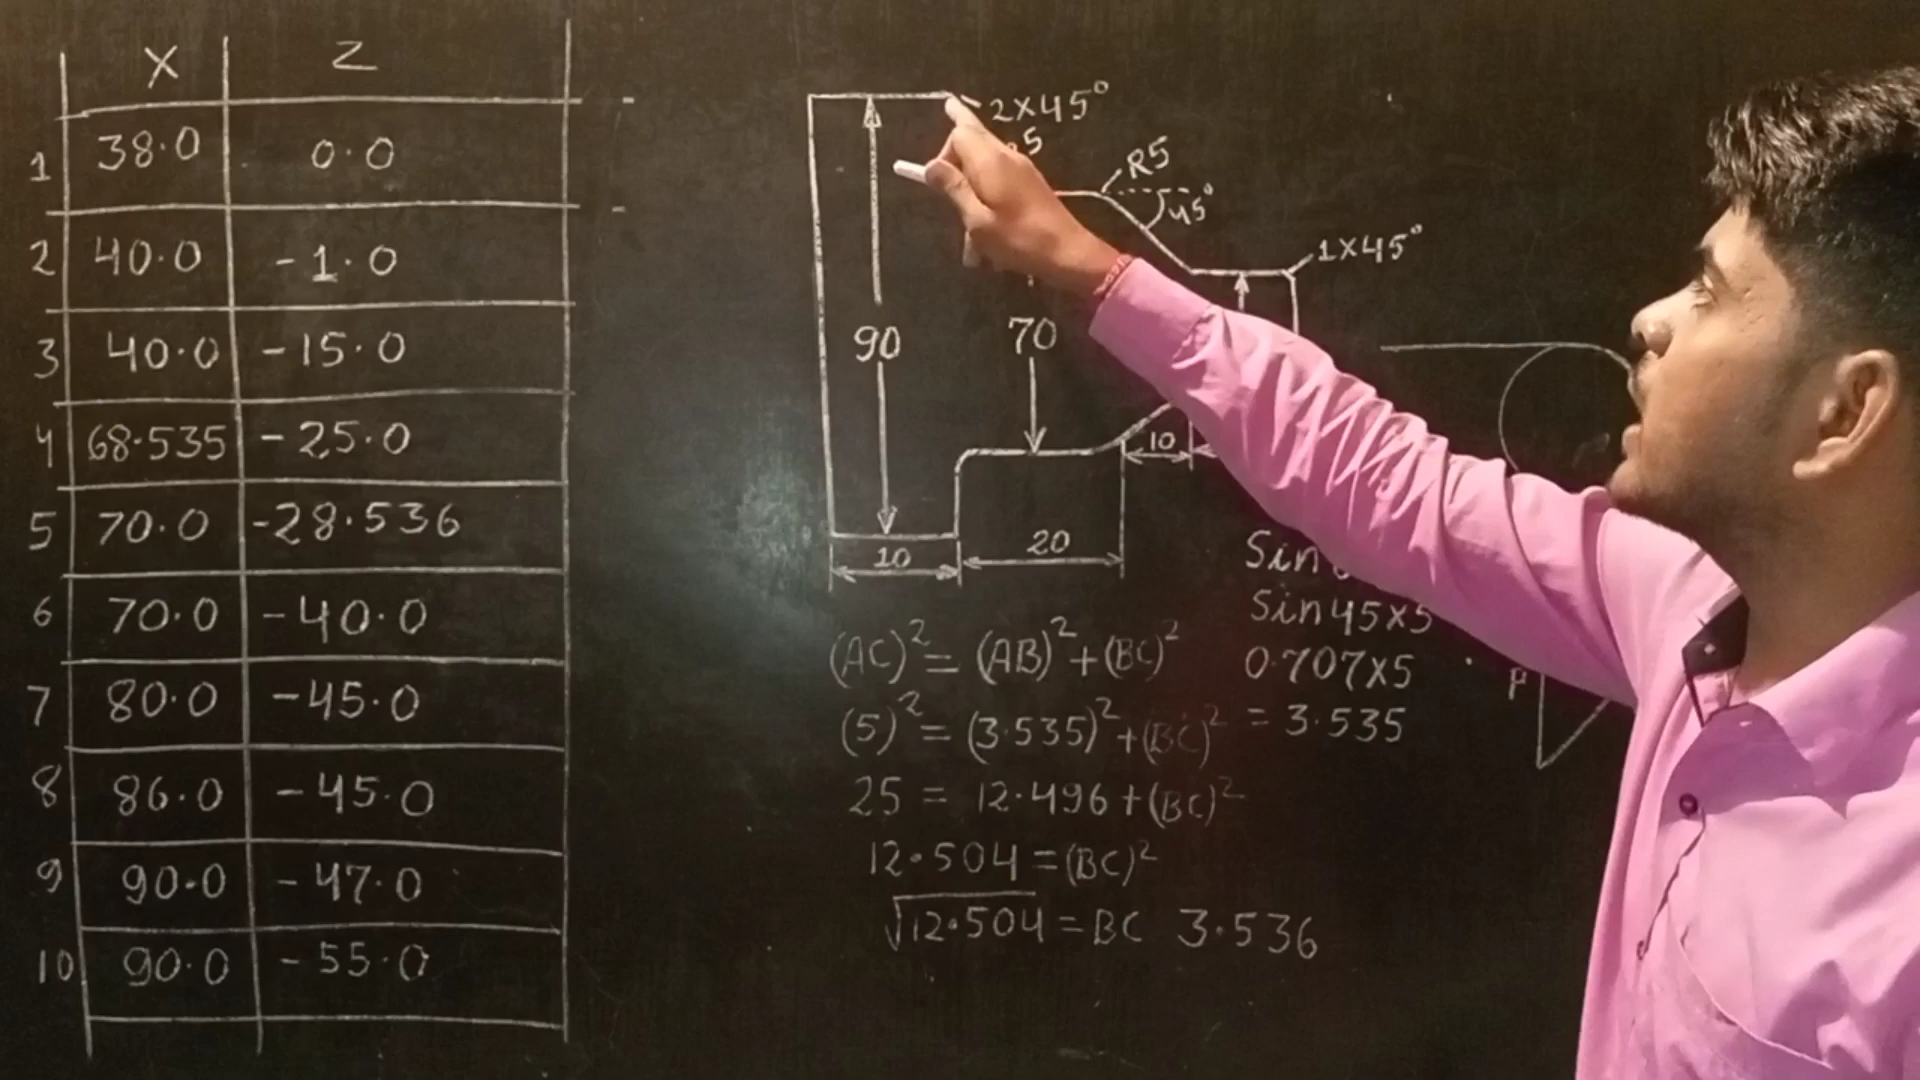 X Z
1 38.0 0.0
2 40.0 -1.0
3 40.0 -15.0
4 68.535 -25.0
5 70.0 -28.536
6 70.0 -40.0
7 80.0 -45.0
8 86.0 -45.0
9 90.0 -47.0
10 90.0 -55.0
2X45°
R5
45°
1X45°
90
70
10
10
20
(AC)²= (AB)²+(BC)²
(5)²= (3.535)²+(BC)²
25 = 12.496+(BC)²
12.504=(BC)²
√12.504=BC 3.536
Sin
Sin45x5
0.707x5
= 3.535